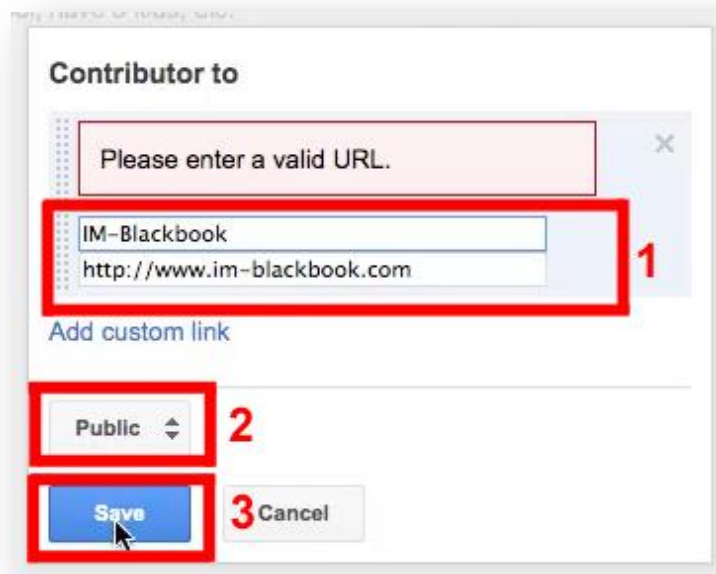 Contributor to
Please enter a valid URL.
IM-Blackbook
http://www.im-blackbook.com
1
Add custom link
Public
2
Save
3
Cancel